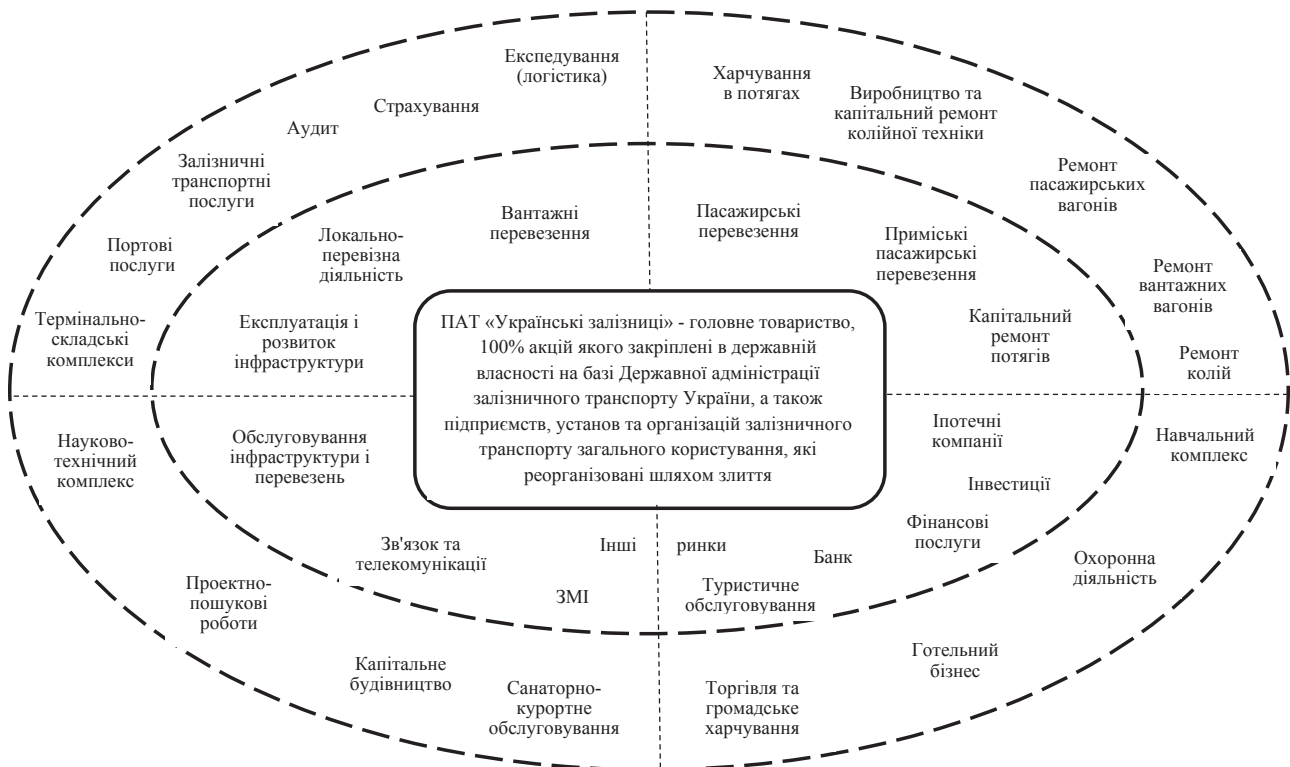 Експедування
(логістика)
Харчування
в потягах
Виробництво та
капітальний ремонт
колійної техніки
Страхування
Аудит
Залізничні
транспортні
послуги
Ремонт
пасажирських
вагонів
Портові
послуги
Локально-
перевізна
діяльність
Вантажні
перевезення
Пасажирські
перевезення
Приміські
пасажирські
перевезення
Ремонт
вантажних
вагонів
Термінально-
складські
комплекси
Експлуатація і
розвиток
інфраструктури
ПАТ «Українські залізниці» - головне товариство,
100% акцій якого закріплені в державній
власності на базі Державної адміністрації
залізничного транспорту України, а також
підприємств, установ та організацій залізничного
транспорту загального користування, які
реорганізовані шляхом злиття
Капітальний
ремонт
потягів
Ремонт
колій
Науково-
технічний
комплекс
Обслуговування
інфраструктури і
перевезень
Іпотечні
компанії
Навчальний
комплекс
Інвестиції
Фінансові
послуги
Зв'язок та
телекомунікації
Інші ринки
Банк
Охоронна
діяльність
Проектно-
пошукові
роботи
ЗМІ
Туристичне
обслуговування
Готельний
бізнес
Капітальне
будівництво
Санаторно-
курортне
обслуговування
Торгівля та
громадське
харчування